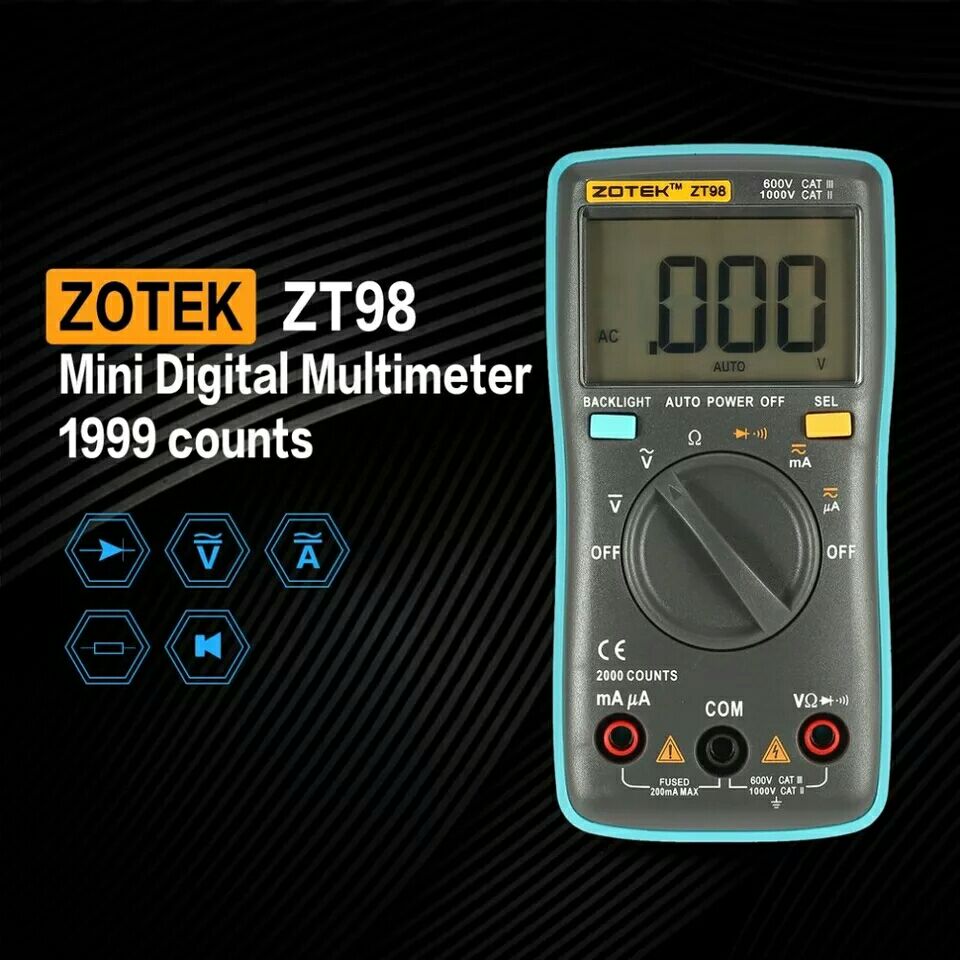 ZOTEK ZT98
Mini Digital Multimeter
1999 counts
V
A
ZOTEK™ ZT98
600V CAT III
1000V CAT II
AC .000 V
AUTO
BACKLIGHT AUTO POWER OFF SEL
Ω
V
mA
V
μA
OFF
OFF
CE
2000 COUNTS
mA μA
COM
VΩ
FUSED
200mA MAX
600V CAT III
1000V CAT II